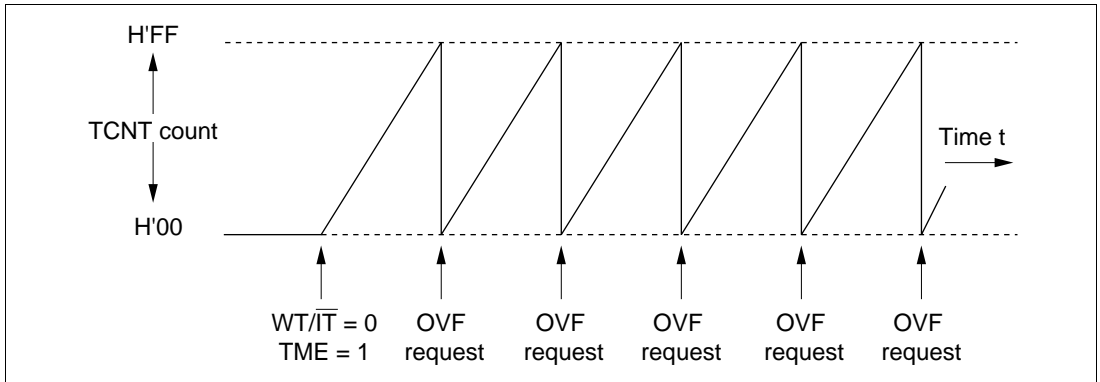 H'FF
TCNT count
Time t
H'00
WT/I̅T̅ = 0
TME = 1
OVF
request
OVF
request
OVF
request
OVF
request
OVF
request